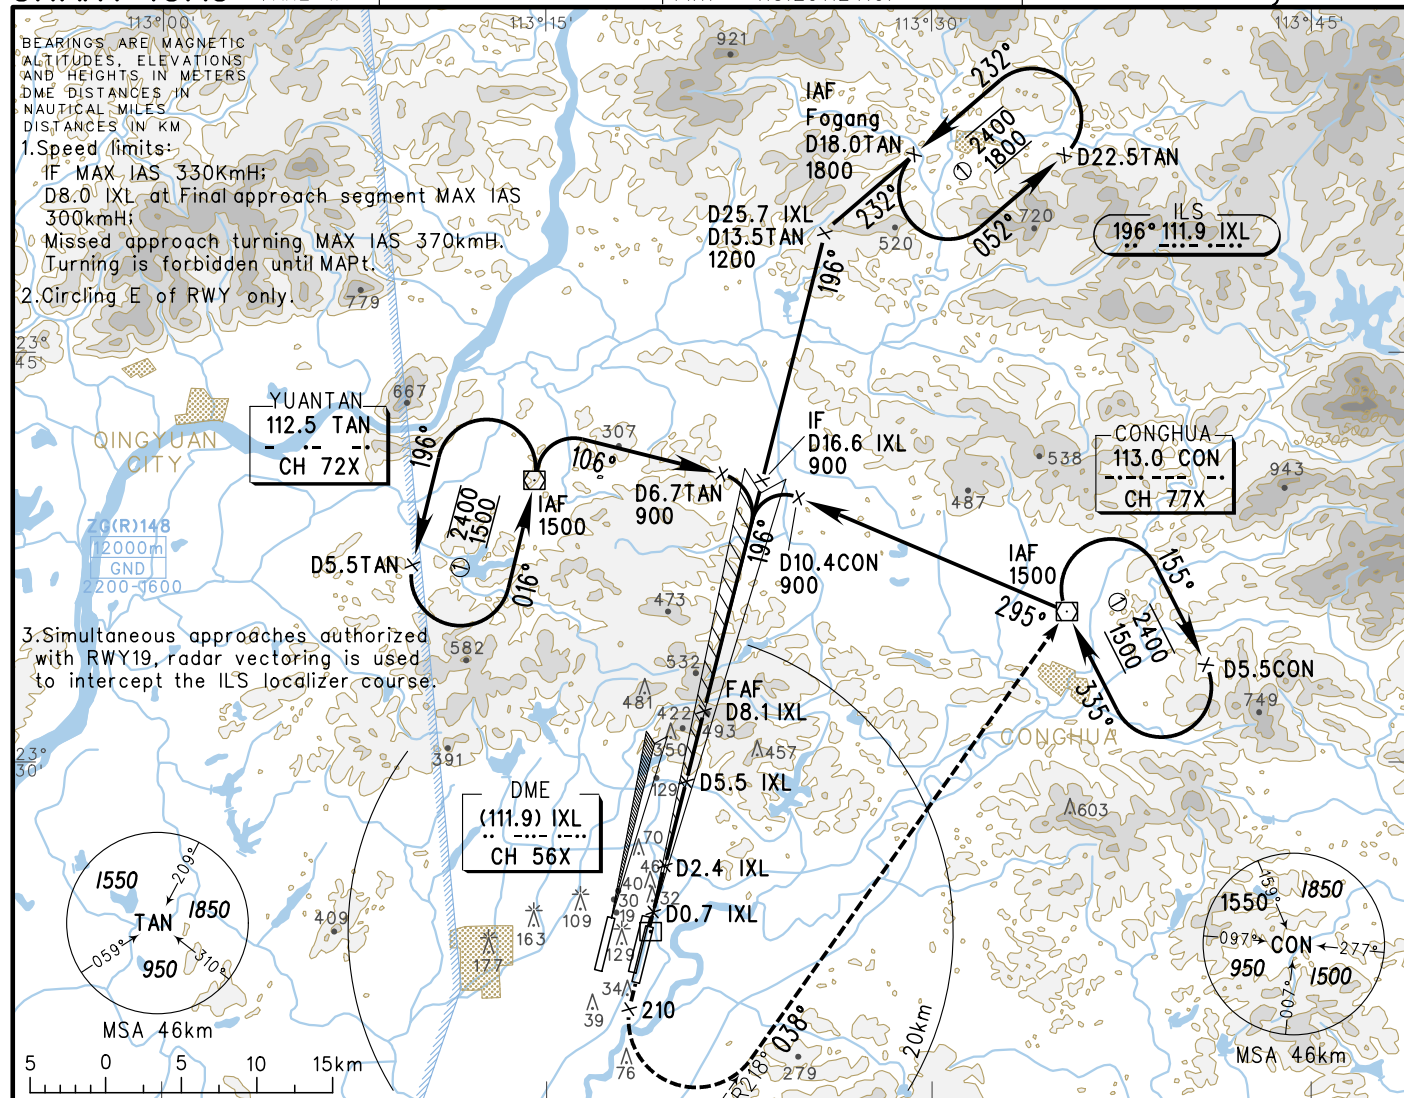 113°00'
113°15'
113°39'
113°45'
BEARINGS ARE MAGNETIC
ALTITUDES, ELEVATIONS
AND HEIGHTS IN METERS
DME DISTANCES IN
NAUTICAL MILES
DISTANCES IN KM
1.Speed limits:
IF MAX IAS 330KmH;
D8.0 IXL at Final approach segment MAX IAS
300kmH;
Missed approach turning MAX IAS 370kmH.
Turning is forbidden until MAPt.
2.Circling E of RWY only.
779
921
IAF
Fogang
D18.0TAN
1800
232°
2400
1800
1
D22.5TAN
232°
052°
720
520
D25.7 IXL
D13.5TAN
1200
196°
ILS
196° 111.9 IXL
23°
45'
667
YUANTAN
112.5 TAN
CH 72X
QINGYUAN
CITY
196°
106°
307
IF
D16.6 IXL
900
D6.7TAN
900
IAF
1500
2400
1500
1
016°
D5.5TAN
ZG(R)148
12000m
GND
2200-1600
CONGHUA
113.0 CON
CH 77X
538
487
943
500
300
196°
D10.4CON
900
IAF
1500
295°
155°
1
2400
1500
335°
D5.5CON
749
CONGHUA
3.Simultaneous approaches authorized
with RWY19, radar vectoring is used
to intercept the ILS localizer course.
582
473
532
481
422
493
350
457
FAF
D8.1 IXL
D5.5 IXL
129
391
23°
30'
603
DME
(111.9) IXL
CH 56X
70
46
D2.4 IXL
40
32
30
19
D0.7 IXL
109
163
129
177
409
34
39
210
76
279
R218°
038°
20km
1550
209°
TAN
1850
059°
310°
950
MSA 46km
1550
159°
1850
097°
CON
277°
950
007°
1500
MSA 46km
5 0 5 10 15km